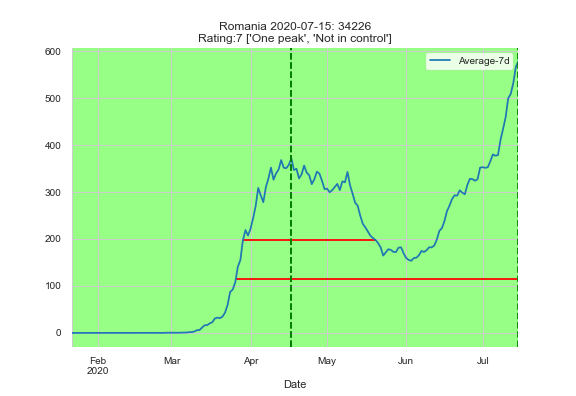 Romania 2020-07-15: 34226
Rating:7 ['One peak', 'Not in control']
Average-7d
600
500
400
300
200
100
0
Feb Mar Apr May Jun Jul
2020
Date